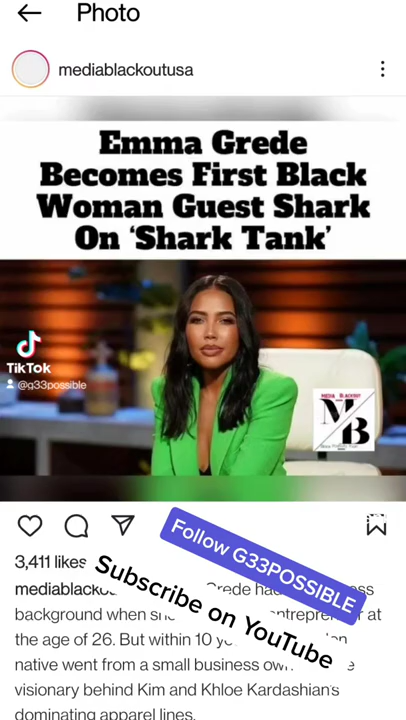 Photo
mediablackoutusa
Emma Grede
Becomes First Black
Woman Guest Shark
On ‘Shark Tank’
TikTok
@g33possible
MEDIA BLACKOUT
MB
Follow G33POSSIBLE
3,411 likes
Subscribe on YouTube
Grede
background when
at
the age of 26. But within 10
native went from a small business
visionary behind Kim and Khloe Kardashian's
dominating apparel lines.